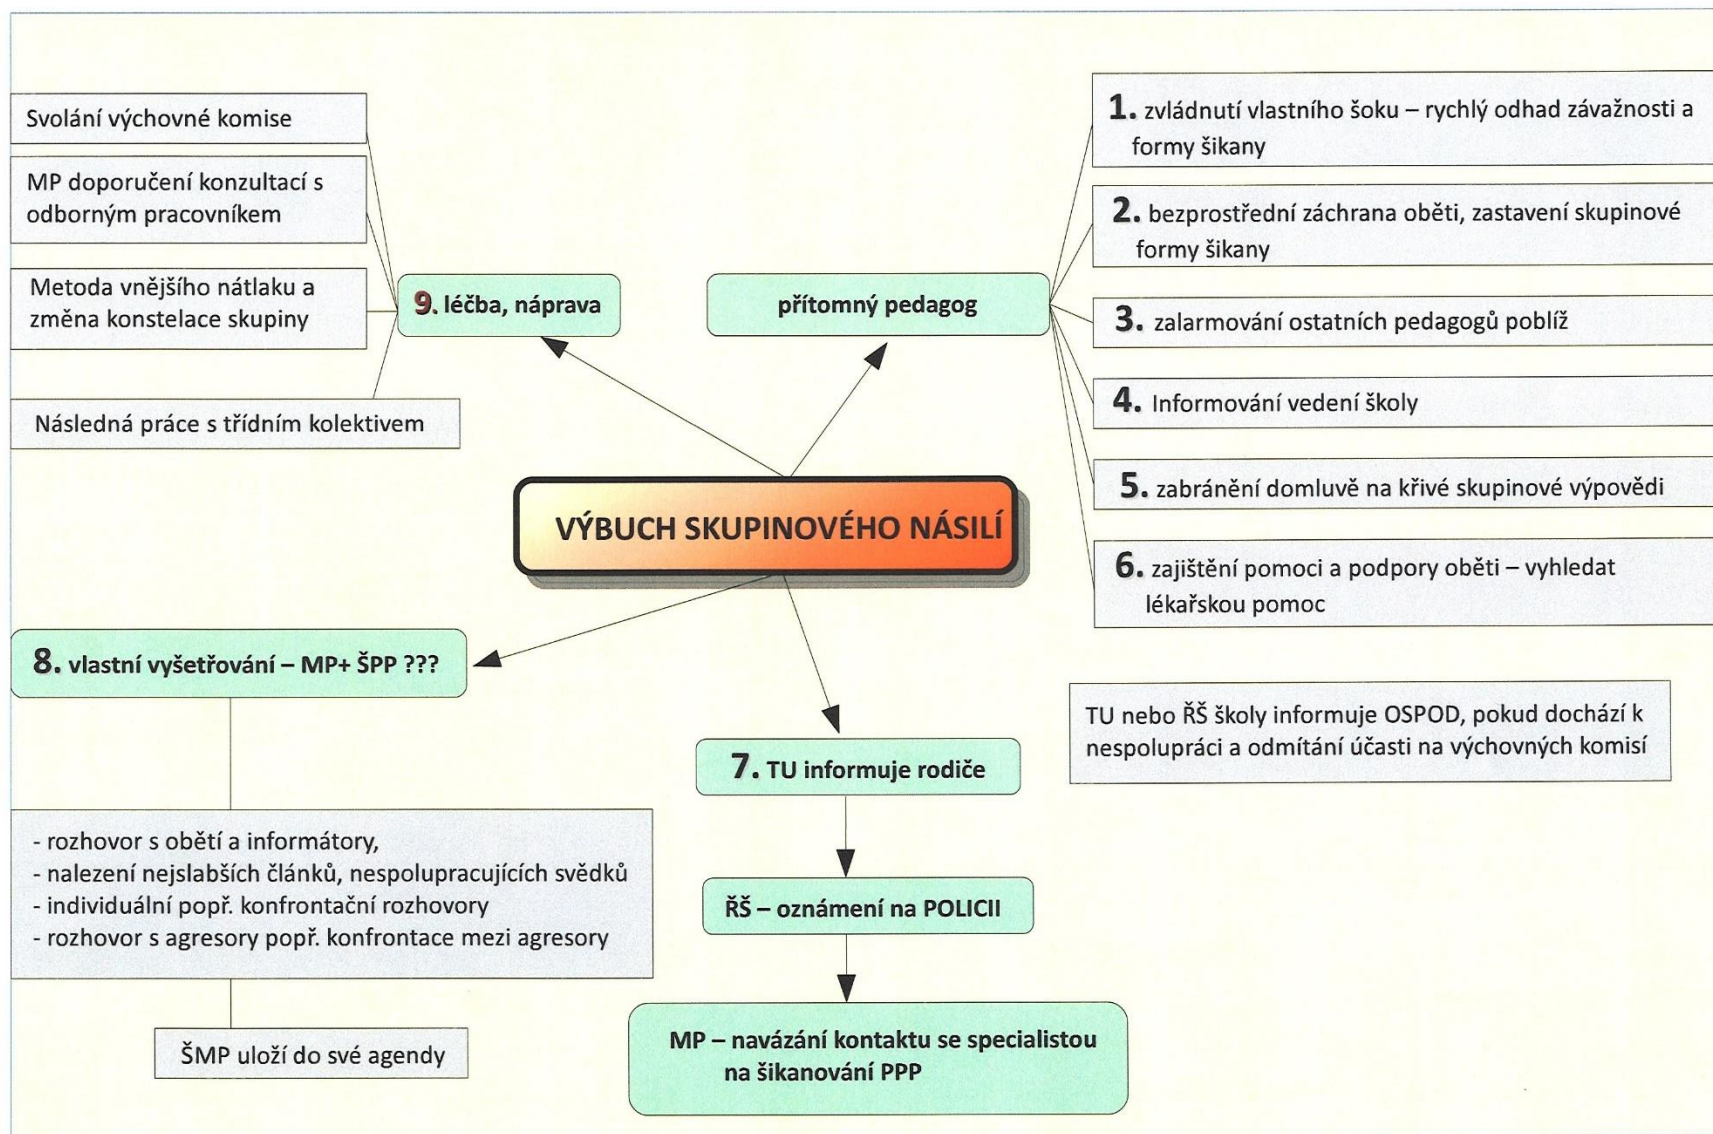 Svolání výchovné komise
MP doporučení konzultací s
odborným pracovníkem
Metoda vnějšího nátlaku a
změna konstelace skupiny
Následná práce s třídním kolektivem
9. léčba, náprava
přítomný pedagog
1. zvládnutí vlastního šoku – rychlý odhad závažnosti a
formy šikany
2. bezprostřední záchrana oběti, zastavení skupinové
formy šikany
3. zalarmování ostatních pedagogů poblíž
4. Informování vedení školy
5. zabránění domluvě na křivé skupinové výpovědi
6. zajištění pomoci a podpory oběti – vyhledat
lékařskou pomoc
VÝBUCH SKUPINOVÉHO NÁSILÍ
8. vlastní vyšetřování – MP+ ŠPP ???
- rozhovor s obětí a informátory,
- nalezení nejslabších článků, nespolupracujících svědků
- individuální popř. konfrontační rozhovory
- rozhovor s agresory popř. konfrontace mezi agresory
ŠMP uloží do své agendy
7. TU informuje rodiče
ŘŠ – oznámení na POLICII
MP – navázání kontaktu se specialistou
na šikanování PPP
TU nebo ŘŠ školy informuje OSPOD, pokud dochází k
nespolupráci a odmítání účasti na výchovných komisí